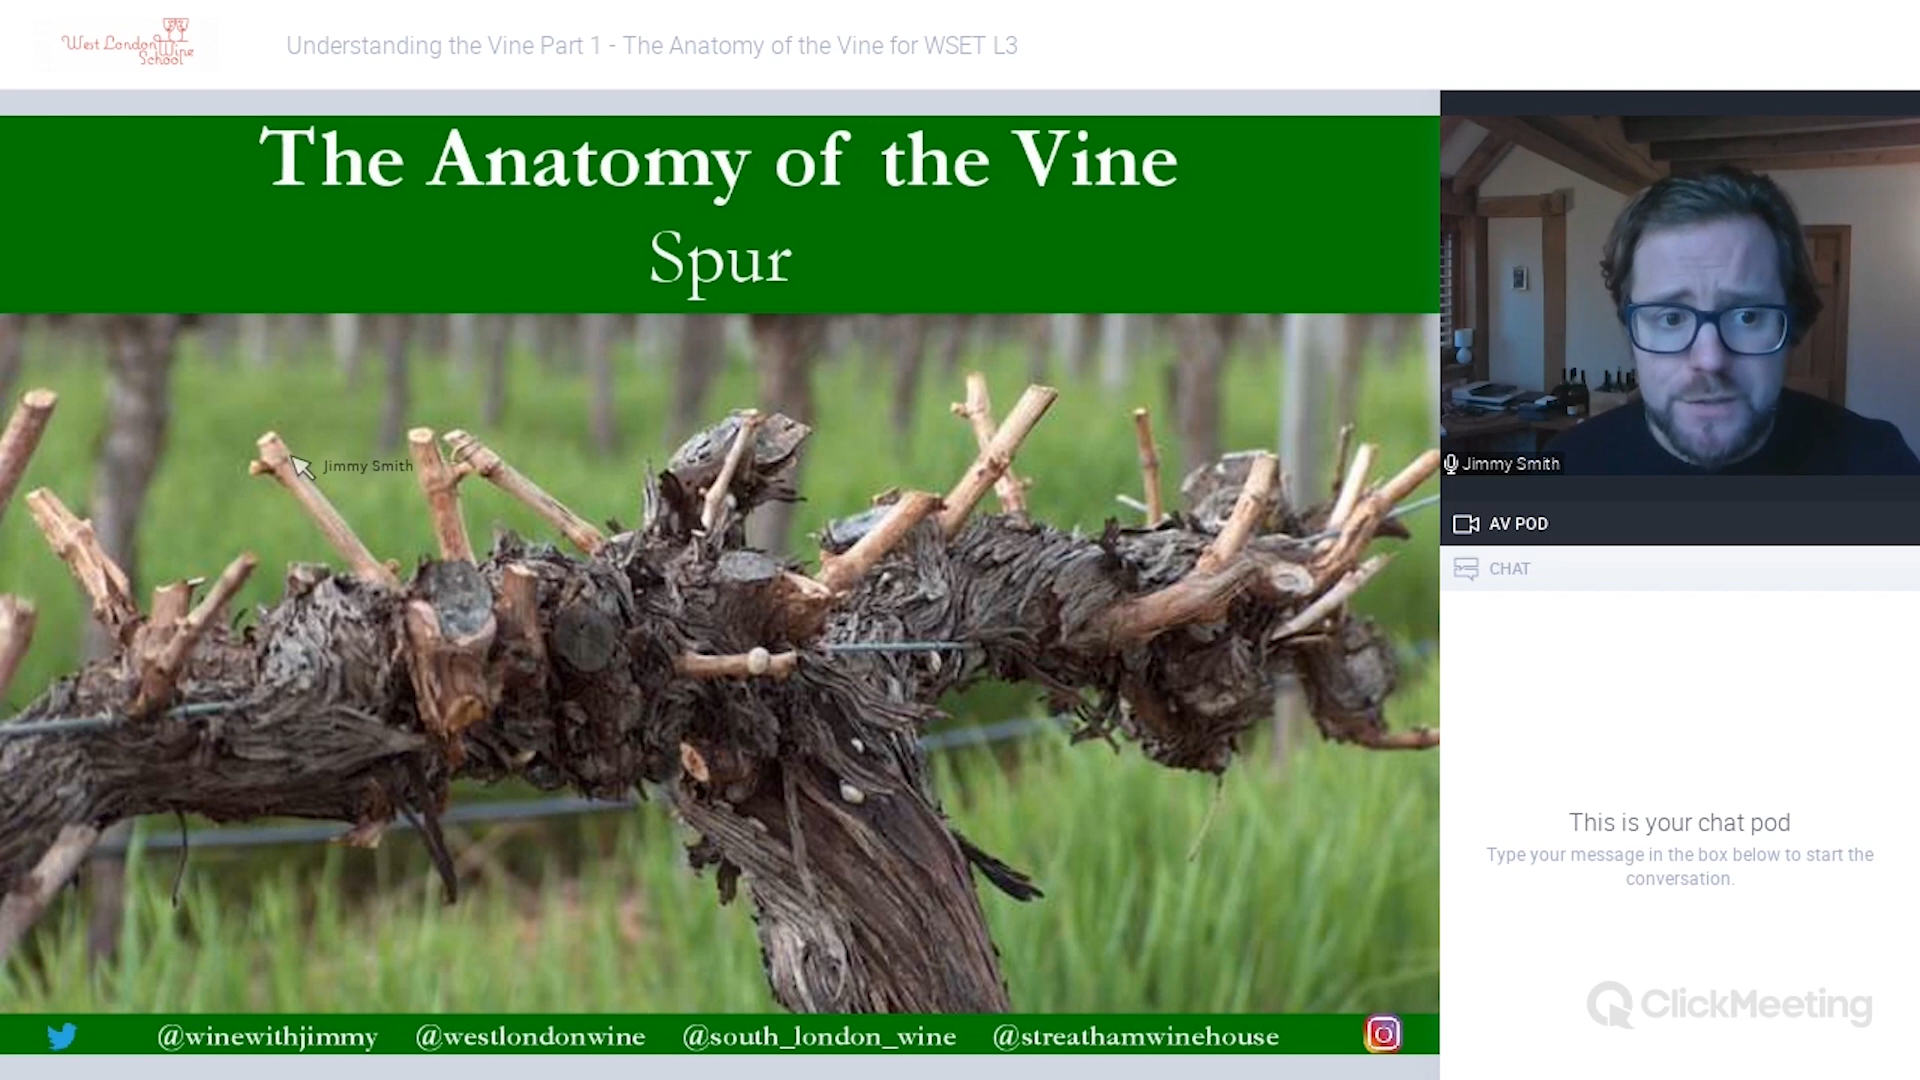 West London Wine School
Understanding the Vine Part 1 - The Anatomy of the Vine for WSET L3
The Anatomy of the Vine
Spur
Jimmy Smith
@winewithjimmy @westlondonwine @south_london_wine @streathamwinehouse
Jimmy Smith
AV POD
CHAT
This is your chat pod
Type your message in the box below to start the
conversation.
ClickMeeting